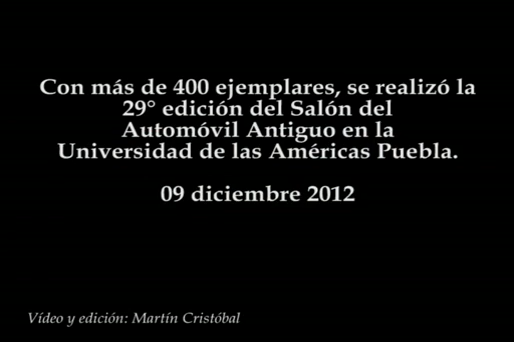 Con más de 400 ejemplares, se realizó la
29° edición del Salón del
Automóvil Antiguo en la
Universidad de las Américas Puebla.
09 diciembre 2012
Vídeo y edición: Martín Cristóbal